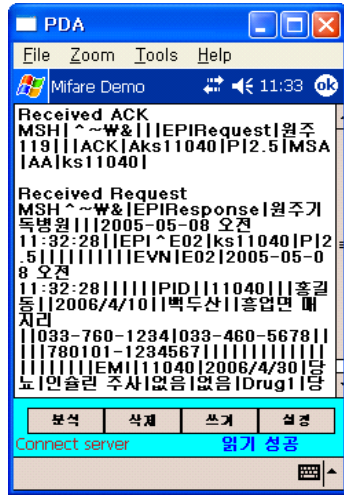 PDA
File Zoom Tools Help
Mifare Demo 11:33 ok
Received ACK
MSH|^~₩&|||EPIRequest|원주
119|||ACK|Aks11040|P|2.5|MSA
|AA|ks11040|
Received Request
MSH^~₩&|EPIResponse|원주기
독병원|||2005-05-08 오전
11:32:28||EPI^E02|ks11040|P|2
.5||||||||||EVN|E02|2005-05-0
8 오전
11:32:28||||||PID||11040|||홍길
동||2006/4/10||백두산||흥업면 매
지리
||033-760-1234|033-460-5678||
|||780101-1234567|||||||||||||
|||||||EMI|11040|2006/4/30|당
뇨|인슐린 주사|없음|없음|Drug1|당
분석 삭제 쓰기 설정
Connect server 읽기 성공